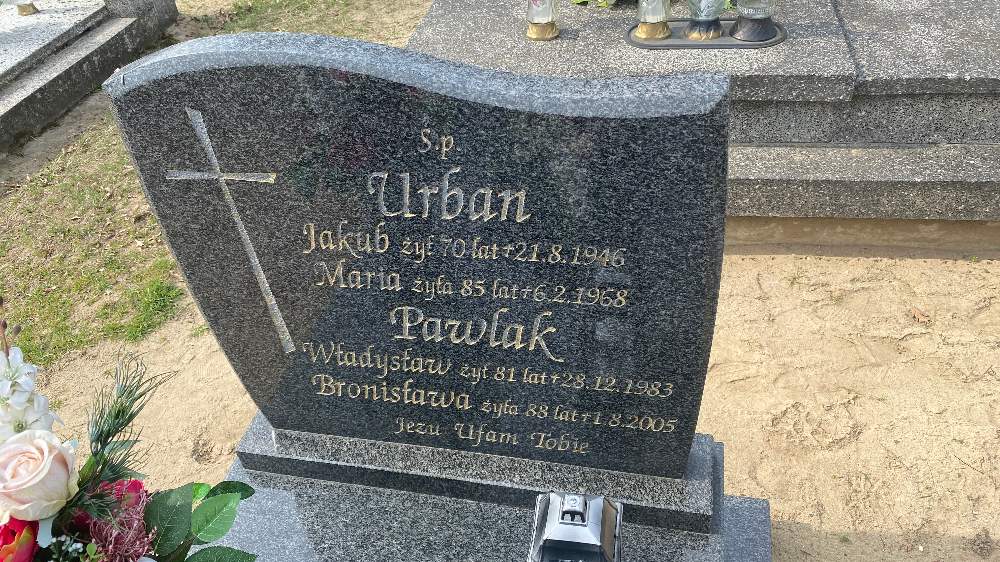 Ś.p
Urban
Jakub żył 70 lat + 21.8.1946
Maria żyła 85 lat + 6.2.1968
Pawlak
Władysław żył 81 lat + 28.12.1983
Bronisława żyła 88 lat + 1.8.2005
Jezu Ufam Tobie